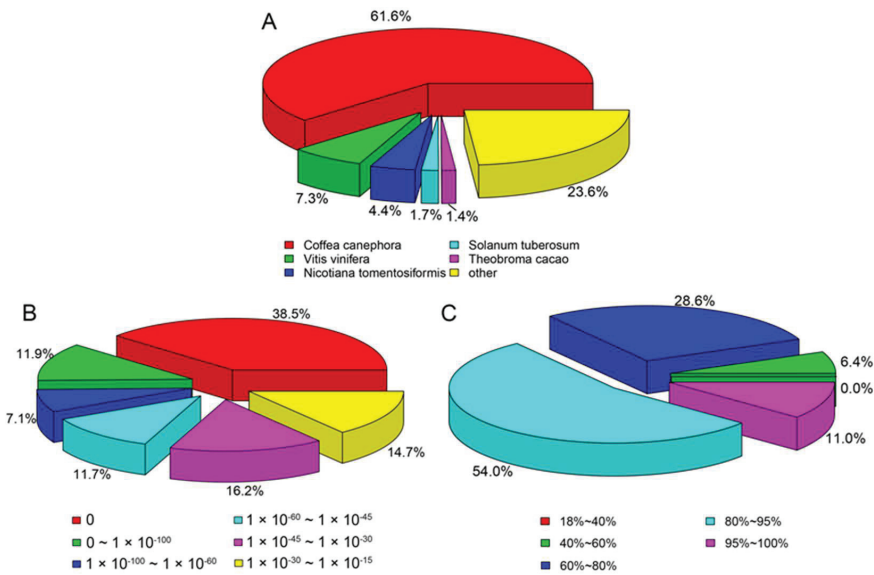 A
61.6%
7.3%
4.4%
1.7%
1.4%
23.6%
Coffea canephora
Vitis vinifera
Nicotiana tomentosiformis
Solanum tuberosum
Theobroma cacao
other
B
38.5%
11.9%
7.1%
11.7%
16.2%
14.7%
0
0 ~ 1 × 10⁻¹⁰⁰
1 × 10⁻¹⁰⁰ ~ 1 × 10⁻⁶⁰
1 × 10⁻⁶⁰ ~ 1 × 10⁻⁴⁵
1 × 10⁻⁴⁵ ~ 1 × 10⁻³⁰
1 × 10⁻³⁰ ~ 1 × 10⁻¹⁵
C
28.6%
6.4%
0.0%
11.0%
54.0%
18%~40%
40%~60%
60%~80%
80%~95%
95%~100%